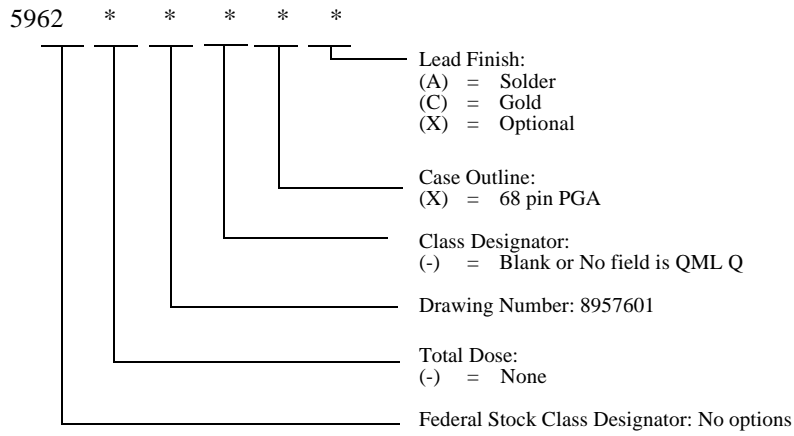 5962 * * * * *
Lead Finish:
(A) = Solder
(C) = Gold
(X) = Optional
Case Outline:
(X) = 68 pin PGA
Class Designator:
(-) = Blank or No field is QML Q
Drawing Number: 8957601
Total Dose:
(-) = None
Federal Stock Class Designator: No options